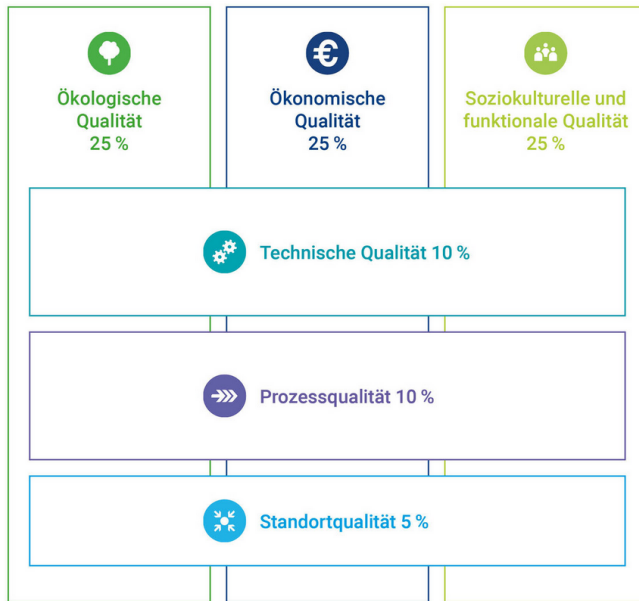 Ökologische
Qualität
25 %
Ökonomische
Qualität
25 %
Soziokulturelle und
funktionale Qualität
25 %
Technische Qualität 10 %
Prozessqualität 10 %
Standortqualität 5 %